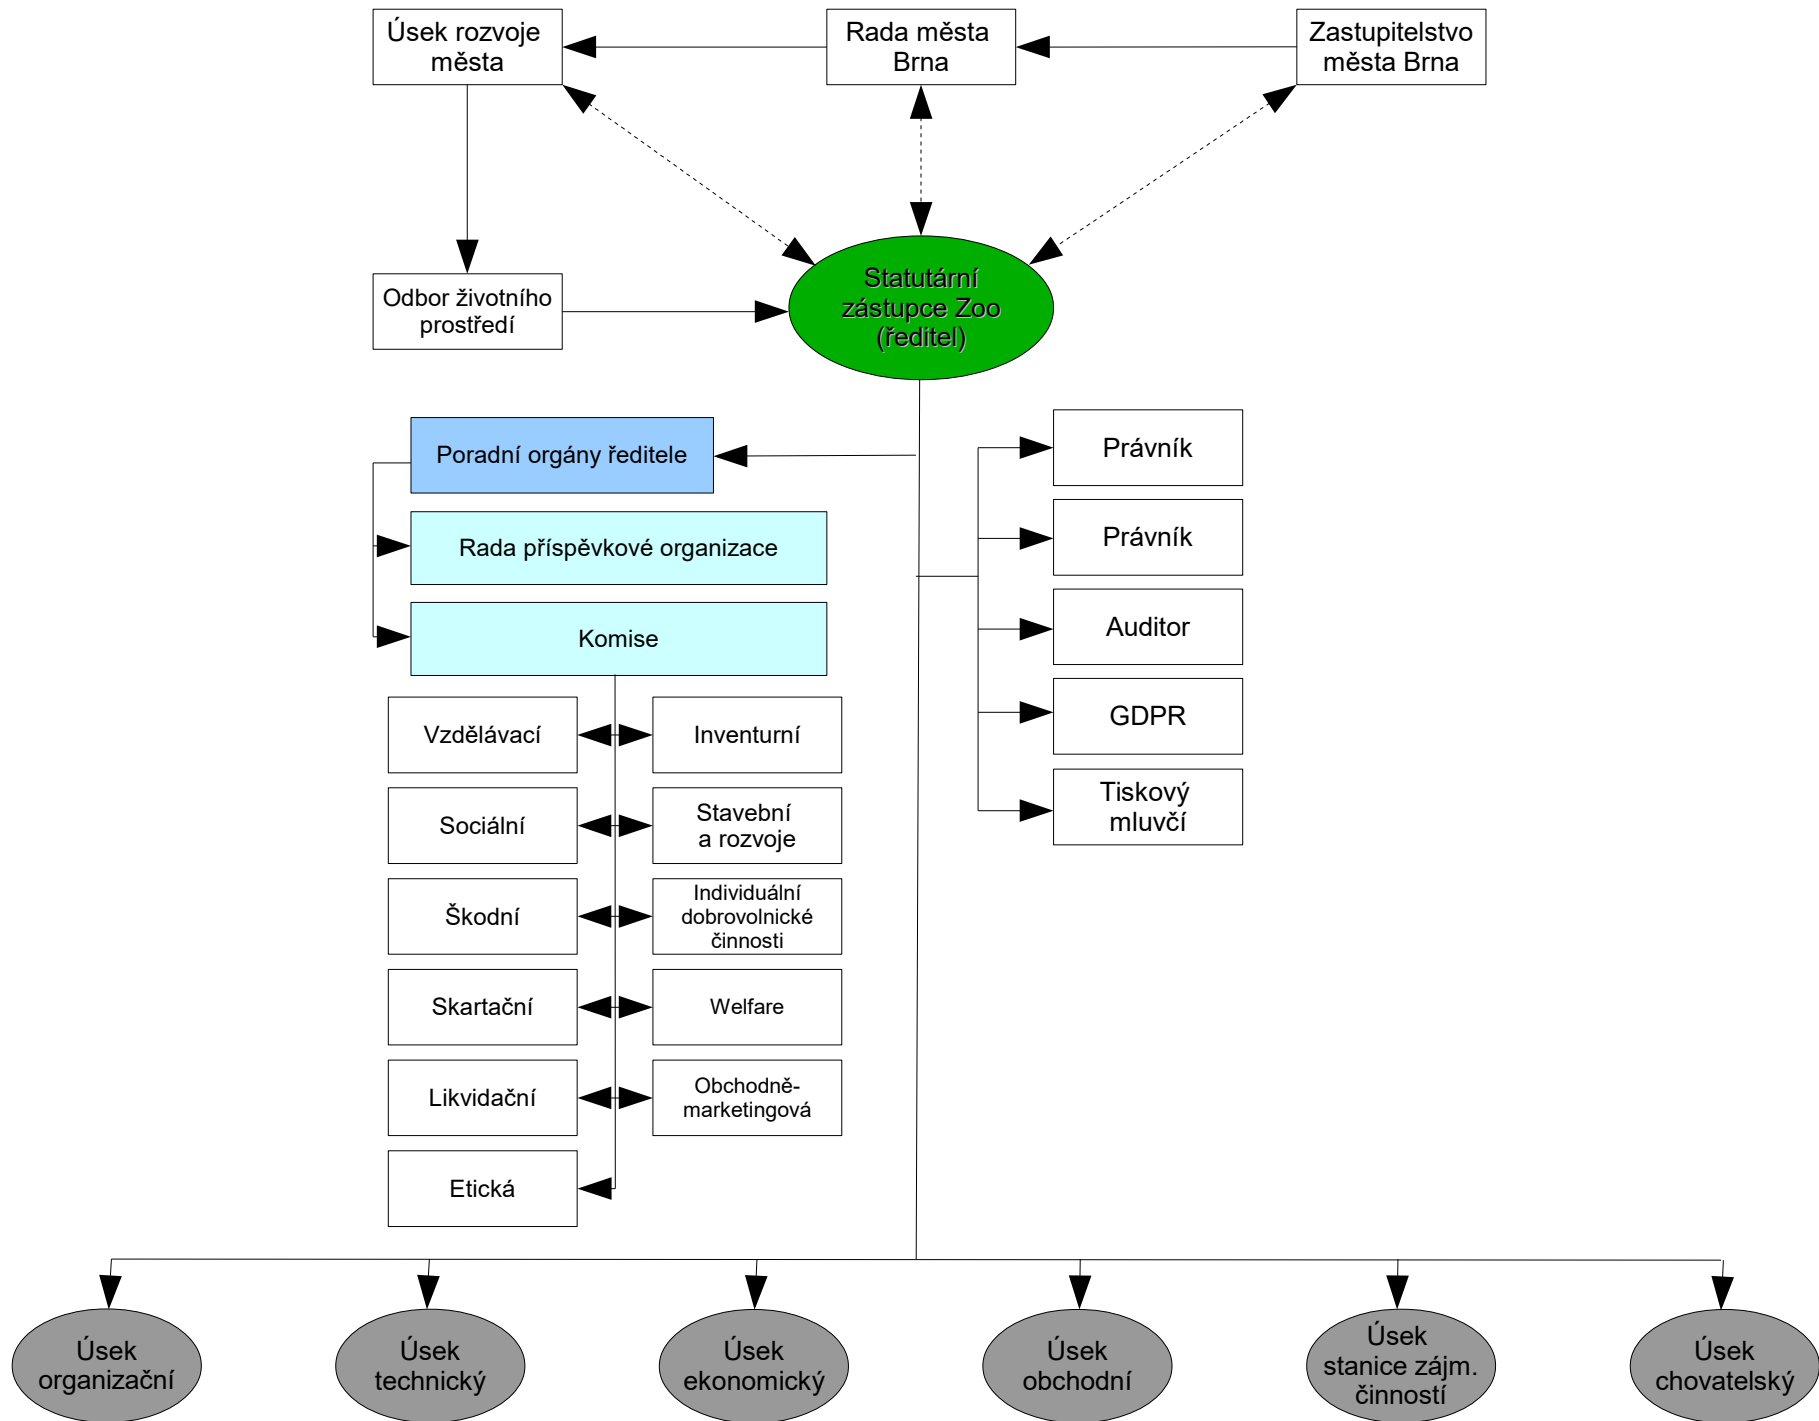 Úsek rozvoje
města
Rada města
Brna
Zastupitelstvo
města Brna
Odbor životního
prostředí
Statutární
zástupce Zoo
(ředitel)
Poradní orgány ředitele
Rada příspěvkové organizace
Komise
Vzdělávací
Inventurní
Sociální
Stavební
a rozvoje
Škodní
Individuální
dobrovolnické
činnosti
Skartační
Welfare
Likvidační
Obchodně-
marketingová
Etická
Právník
Právník
Auditor
GDPR
Tiskový
mluvčí
Úsek
organizační
Úsek
technický
Úsek
ekonomický
Úsek
obchodní
Úsek
stanice zájm.
činností
Úsek
chovatelský